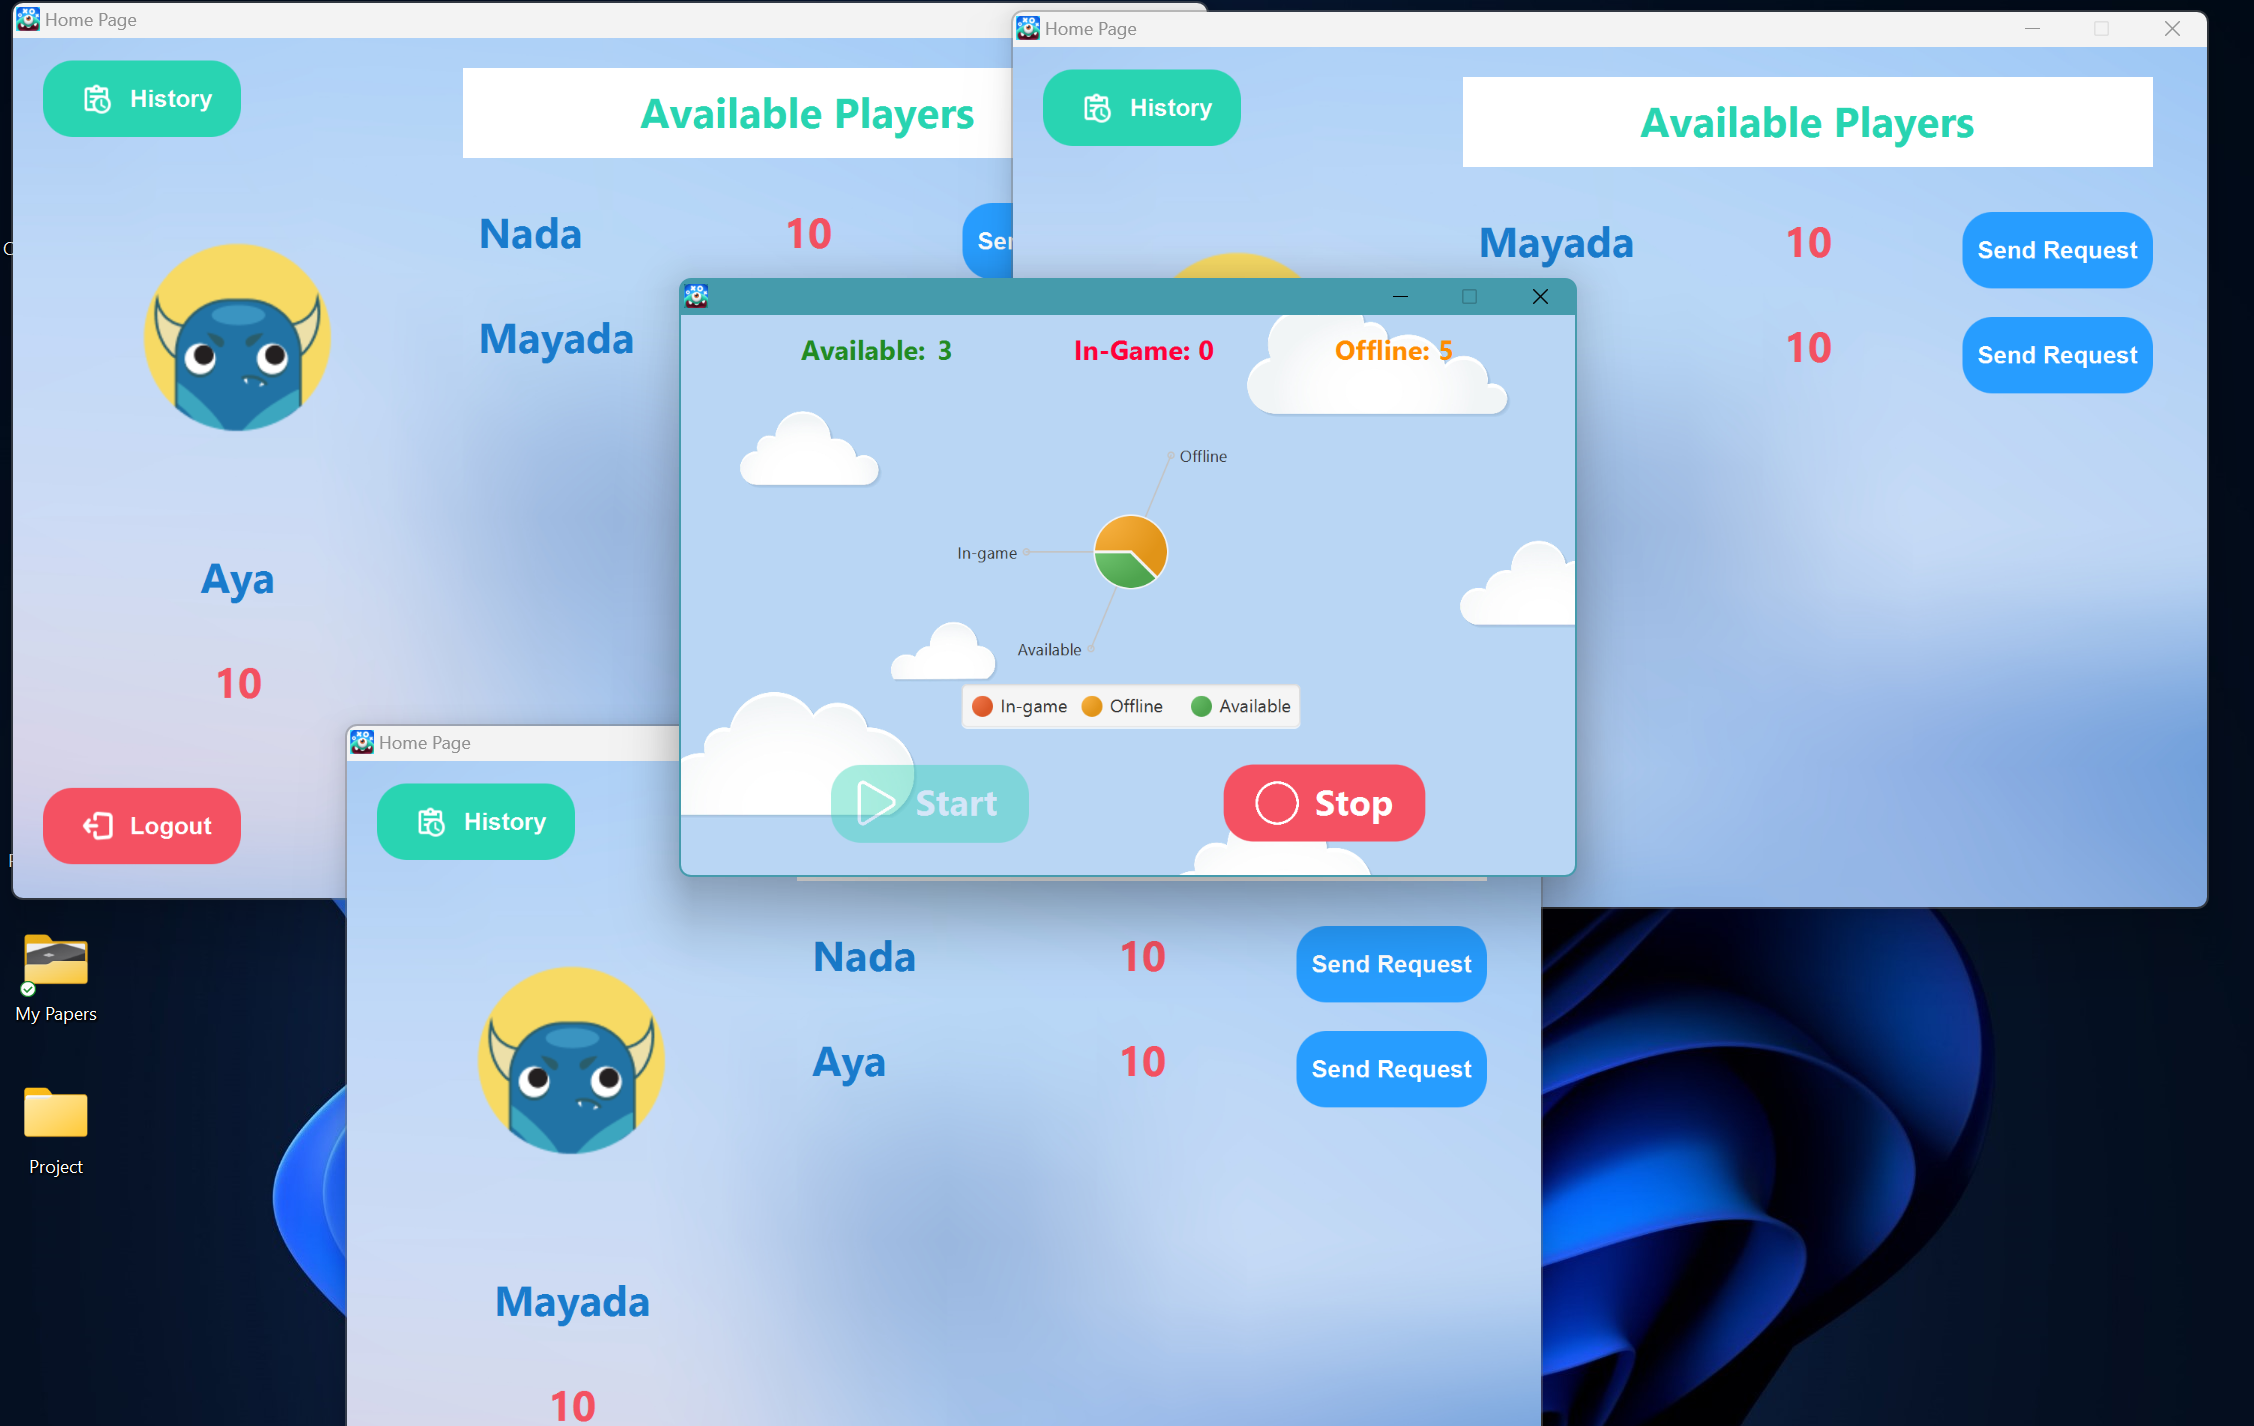 Home Page
History
Available Players
Nada 10
Mayada
Aya
10
Logout
Home Page
History
Available Players
Mayada 10 Send Request
10 Send Request
Available: 3 In-Game: 0 Offline: 5
Offline
In-game
Available
In-game Offline Available
Start Stop
Home Page
History
Nada 10 Send Request
Aya 10 Send Request
Mayada
10
My Papers
Project